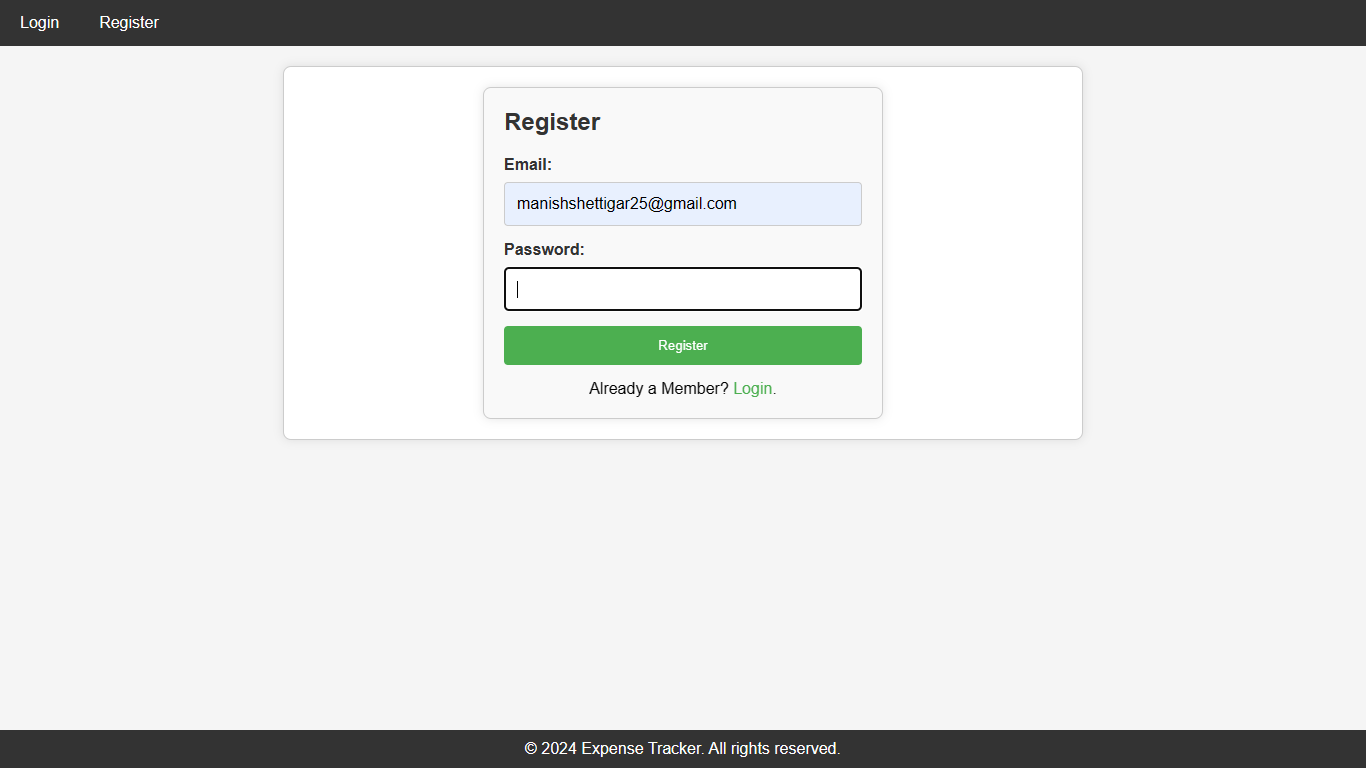 Login Register
Register
Email:
manishshettigar25@gmail.com
Password:
Register
Already a Member? Login.
© 2024 Expense Tracker. All rights reserved.